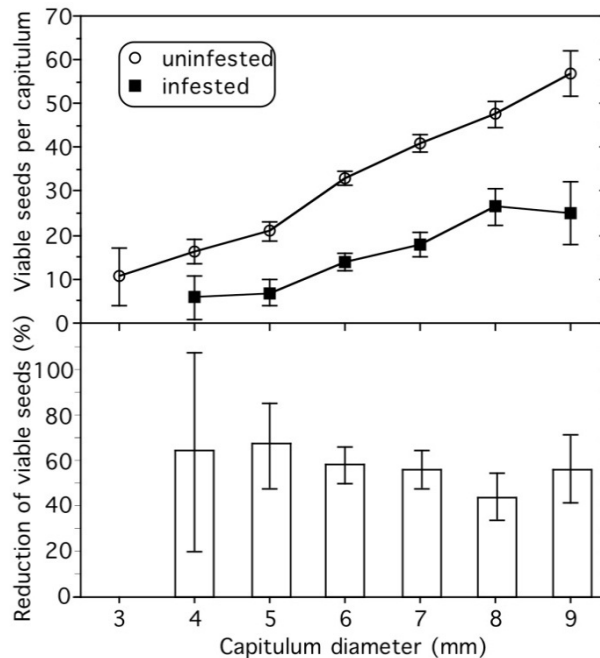 Viable seeds per capitulum
70
60
50
40
30
20
10
0
uninfested
infested
Reduction of viable seeds (%)
100
80
60
40
20
0
3 4 5 6 7 8 9
Capitulum diameter (mm)